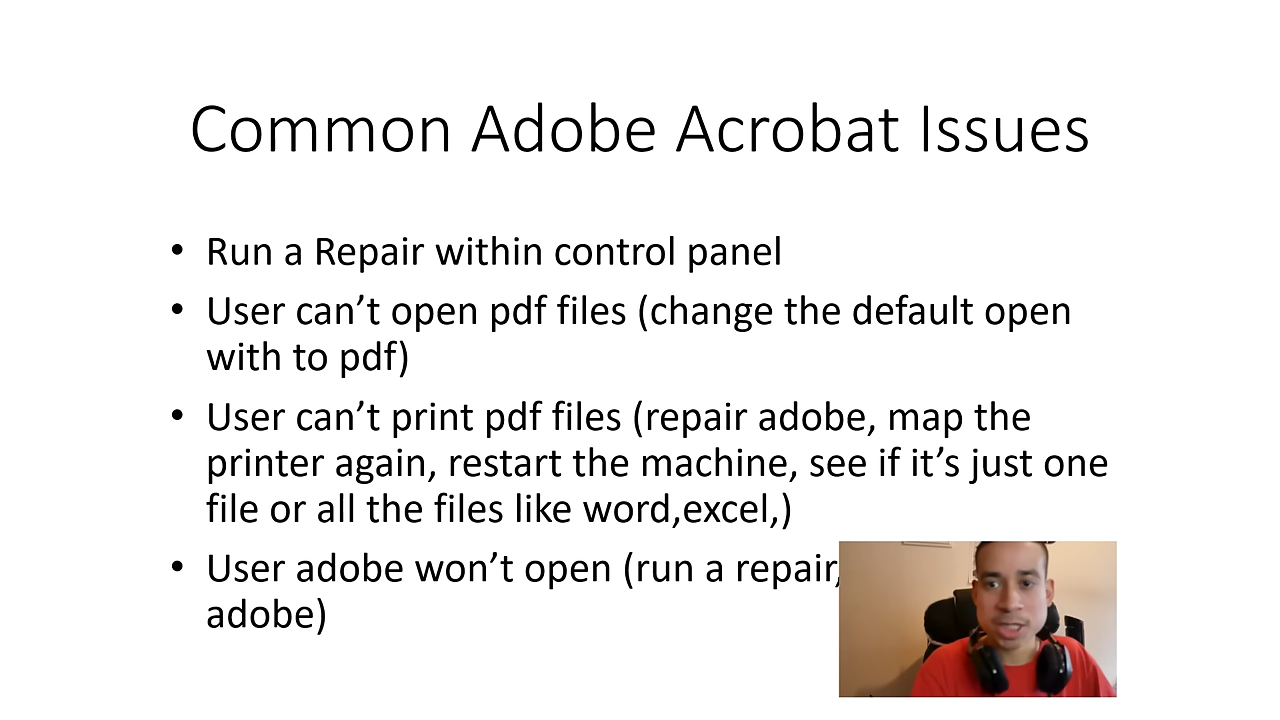 Common Adobe Acrobat Issues
• Run a Repair within control panel
• User can’t open pdf files (change the default open
with to pdf)
• User can’t print pdf files (repair adobe, map the
printer again, restart the machine, see if it’s just one
file or all the files like word,excel,)
• User adobe won’t open (run a repair,
adobe)